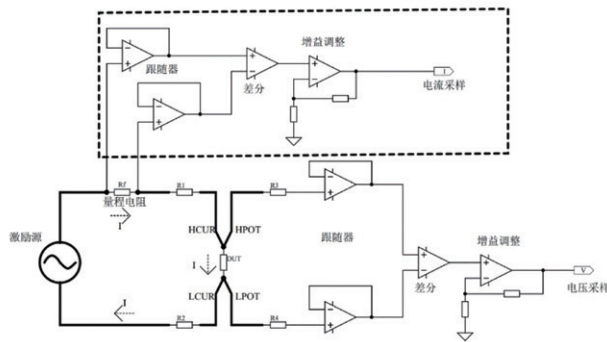 增益调整
跟随器
差分
I
电流采样
Rf
量程电阻
I
R1
R3
激励源
HCUR
HPOT
跟随器
I
DUT
增益调整
LCUR
LPOT
差分
V
电压采样
I
R2
R4